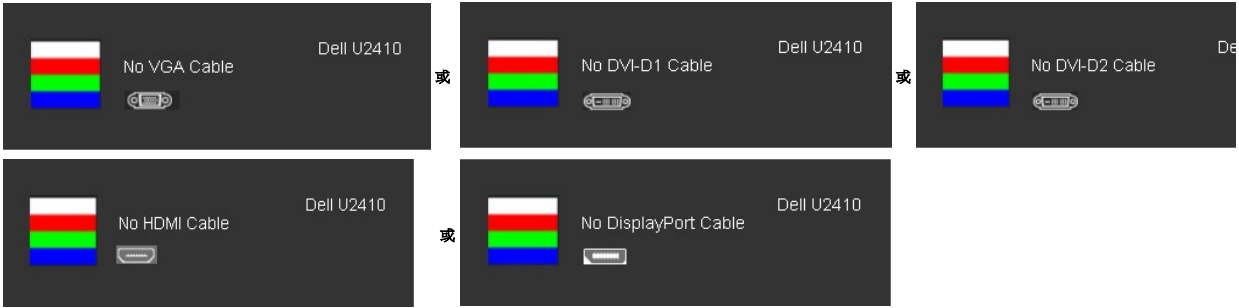 Dell U2410
No VGA Cable
或
Dell U2410
No DVI-D1 Cable
或
De
No DVI-D2 Cable
Dell U2410
No HDMI Cable
或
Dell U2410
No DisplayPort Cable